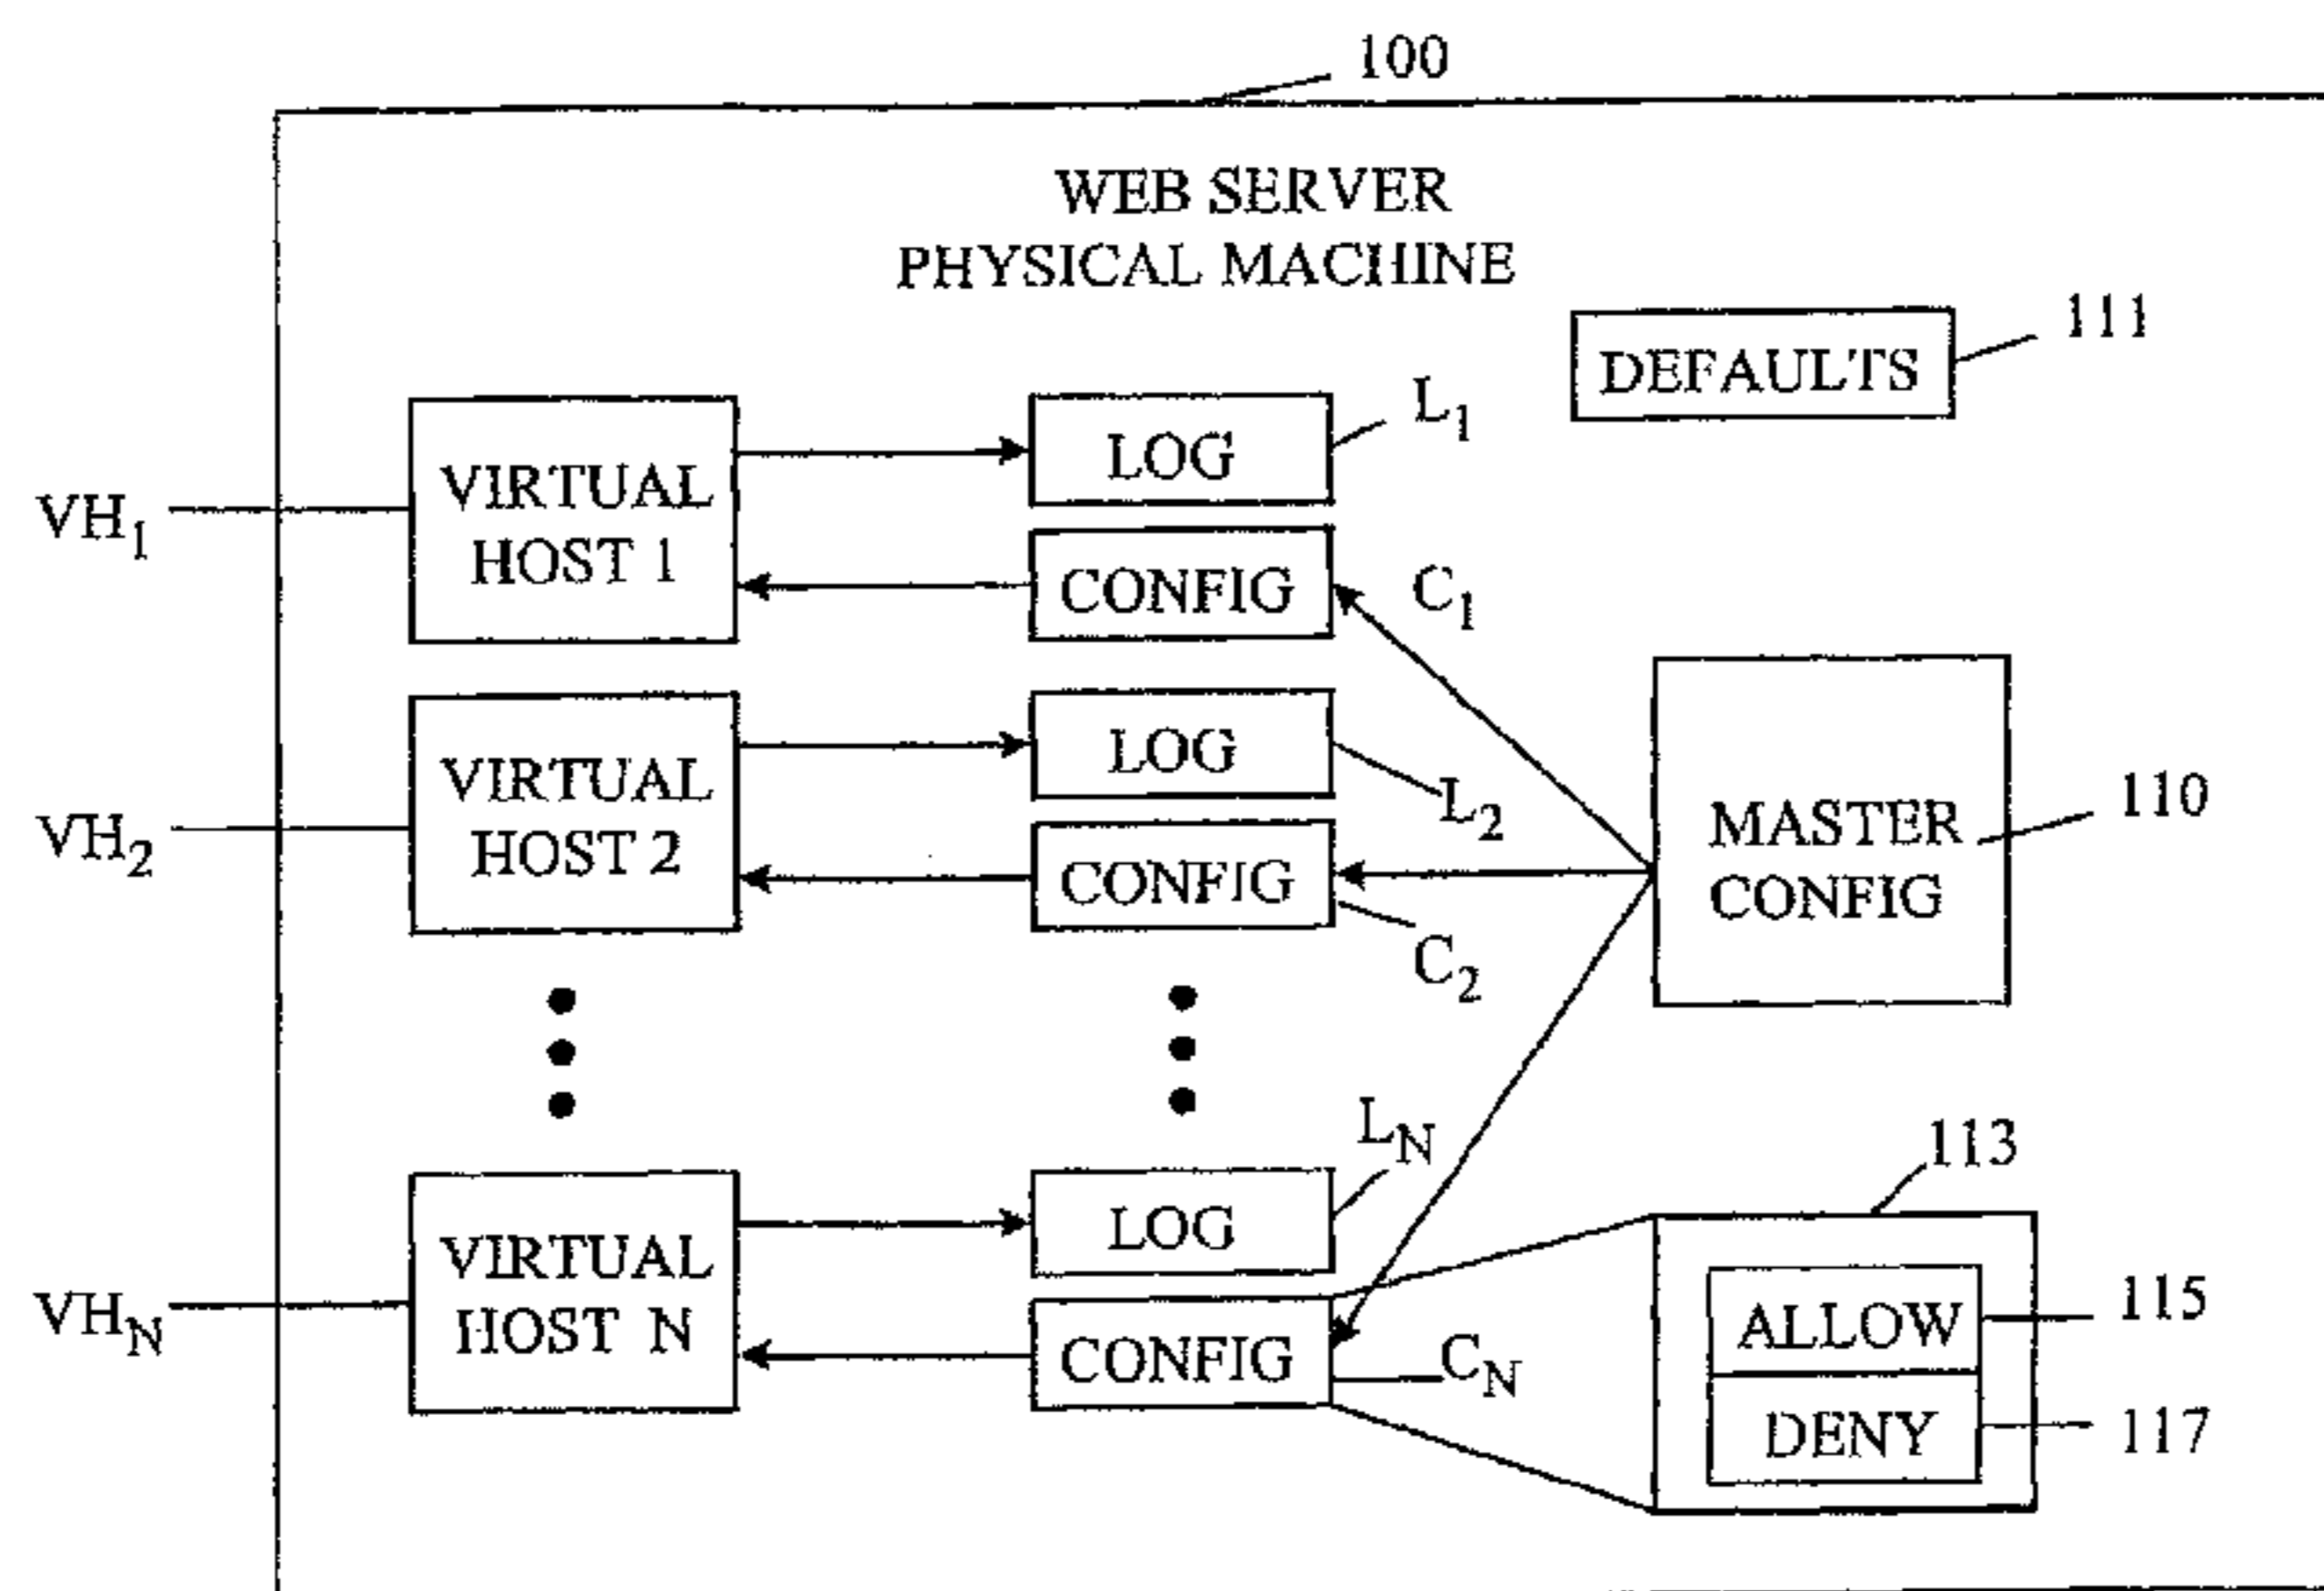 100
WEB SERVER
PHYSICAL MACHINE
DEFAULTS
111
VH1
VIRTUAL
HOST 1
LOG
L1
CONFIG
C1
VH2
VIRTUAL
HOST 2
LOG
L2
CONFIG
C2
MASTER
CONFIG
110
VHN
VIRTUAL
HOST N
LOG
LN
CONFIG
CN
113
ALLOW
115
DENY
117